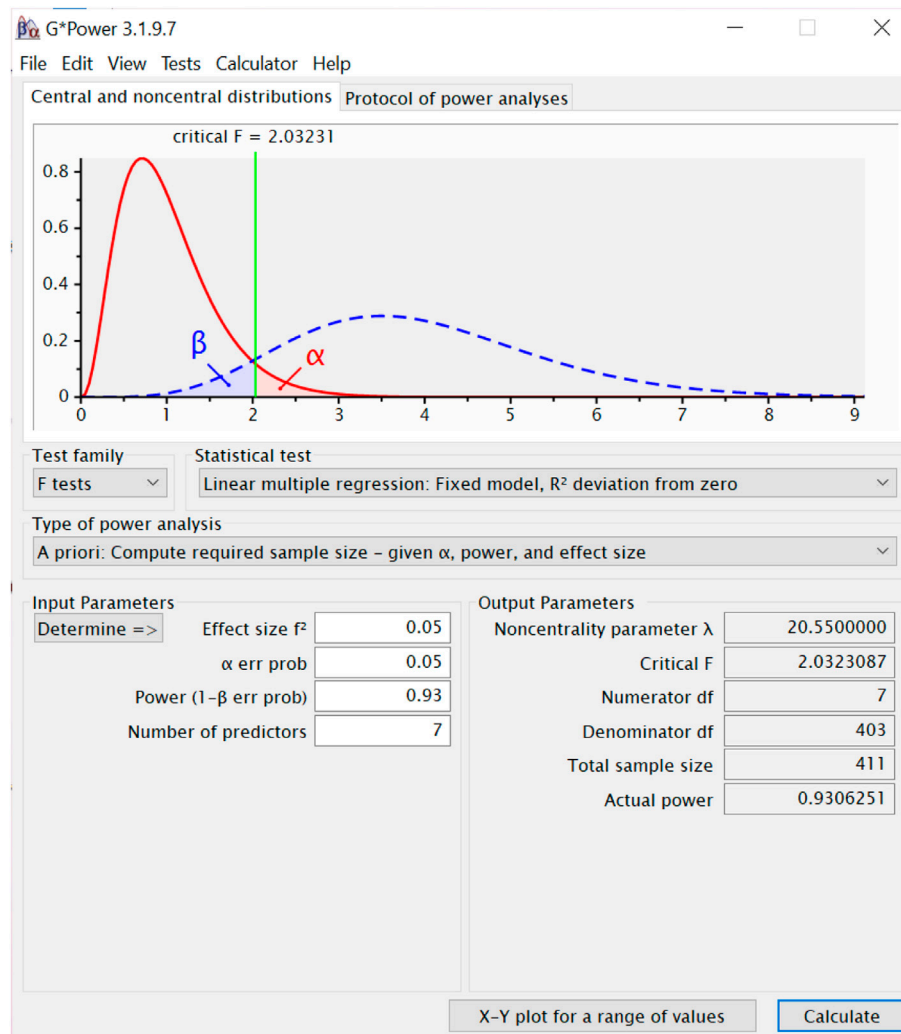 G*Power 3.1.9.7
File Edit View Tests Calculator Help
Central and noncentral distributions Protocol of power analyses
critical F = 2.03231
0.8
0.6
0.4
0.2
0
β α
0 1 2 3 4 5 6 7 8 9
Test family Statistical test
F tests Linear multiple regression: Fixed model, R² deviation from zero
Type of power analysis
A priori: Compute required sample size – given α, power, and effect size
Input Parameters Output Parameters
Determine => Effect size f² 0.05 Noncentrality parameter λ 20.5500000
α err prob 0.05 Critical F 2.0323087
Power (1-β err prob) 0.93 Numerator df 7
Number of predictors 7 Denominator df 403
Total sample size 411
Actual power 0.9306251
X-Y plot for a range of values Calculate